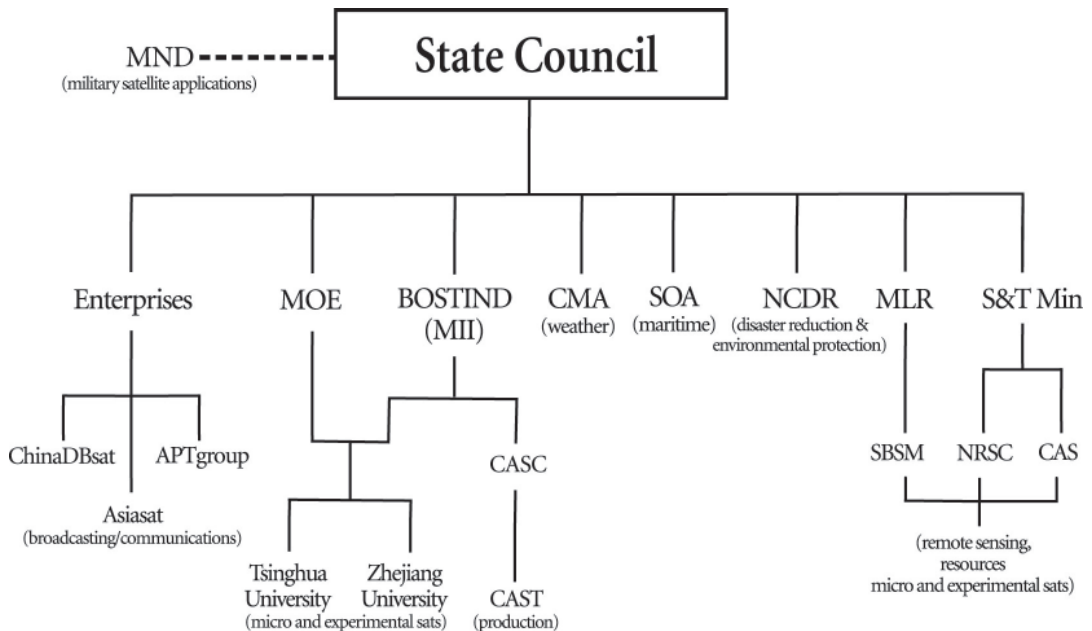 State Council
MND
(military satellite applications)
Enterprises
MOE
BOSTIND
(MII)
CMA
(weather)
SOA
(maritime)
NCDR
(disaster reduction &
environmental protection)
MLR
S&T Min
ChinaDBsat
APTgroup
Asiasat
(broadcasting/communications)
CASC
SBSM
NRSC
CAS
Tsinghua
University
Zhejiang
University
(micro and experimental sats)
CAST
(production)
(remote sensing,
resources
micro and experimental sats)